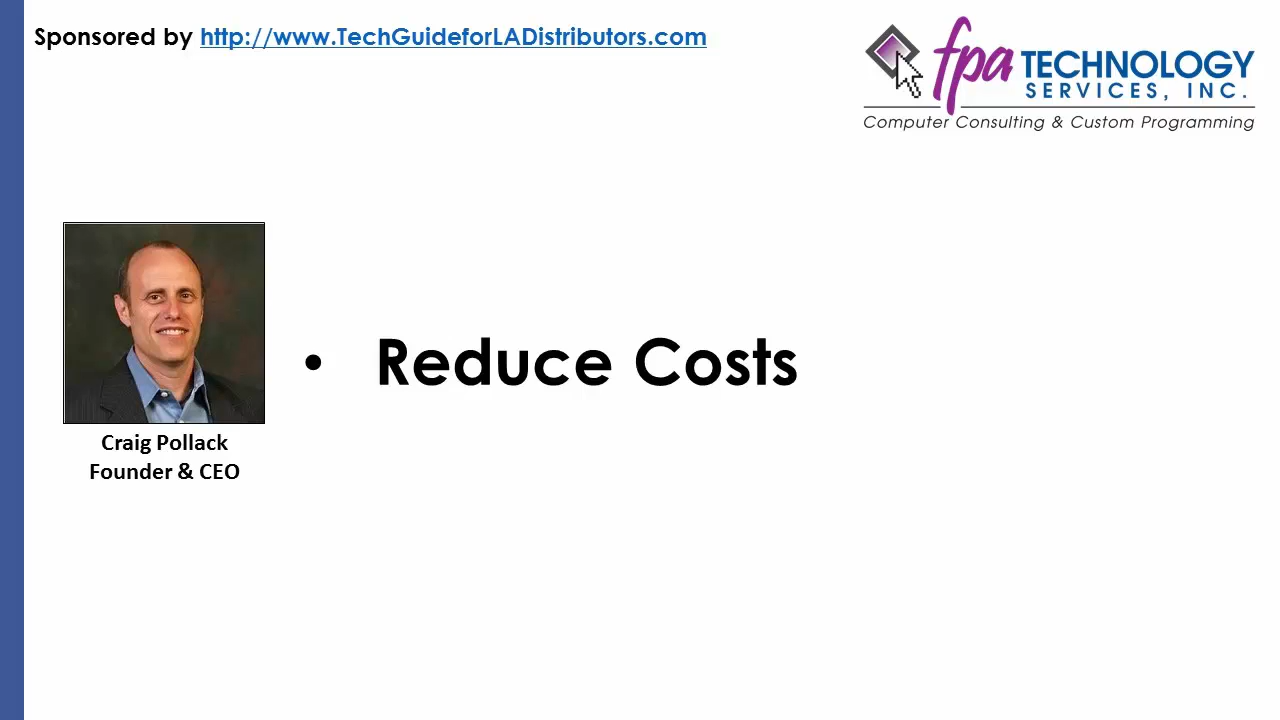 Sponsored by http://www.TechGuideforLADistributors.com
fpa TECHNOLOGY
SERVICES, INC.
Computer Consulting & Custom Programming
• Reduce Costs
Craig Pollack
Founder & CEO